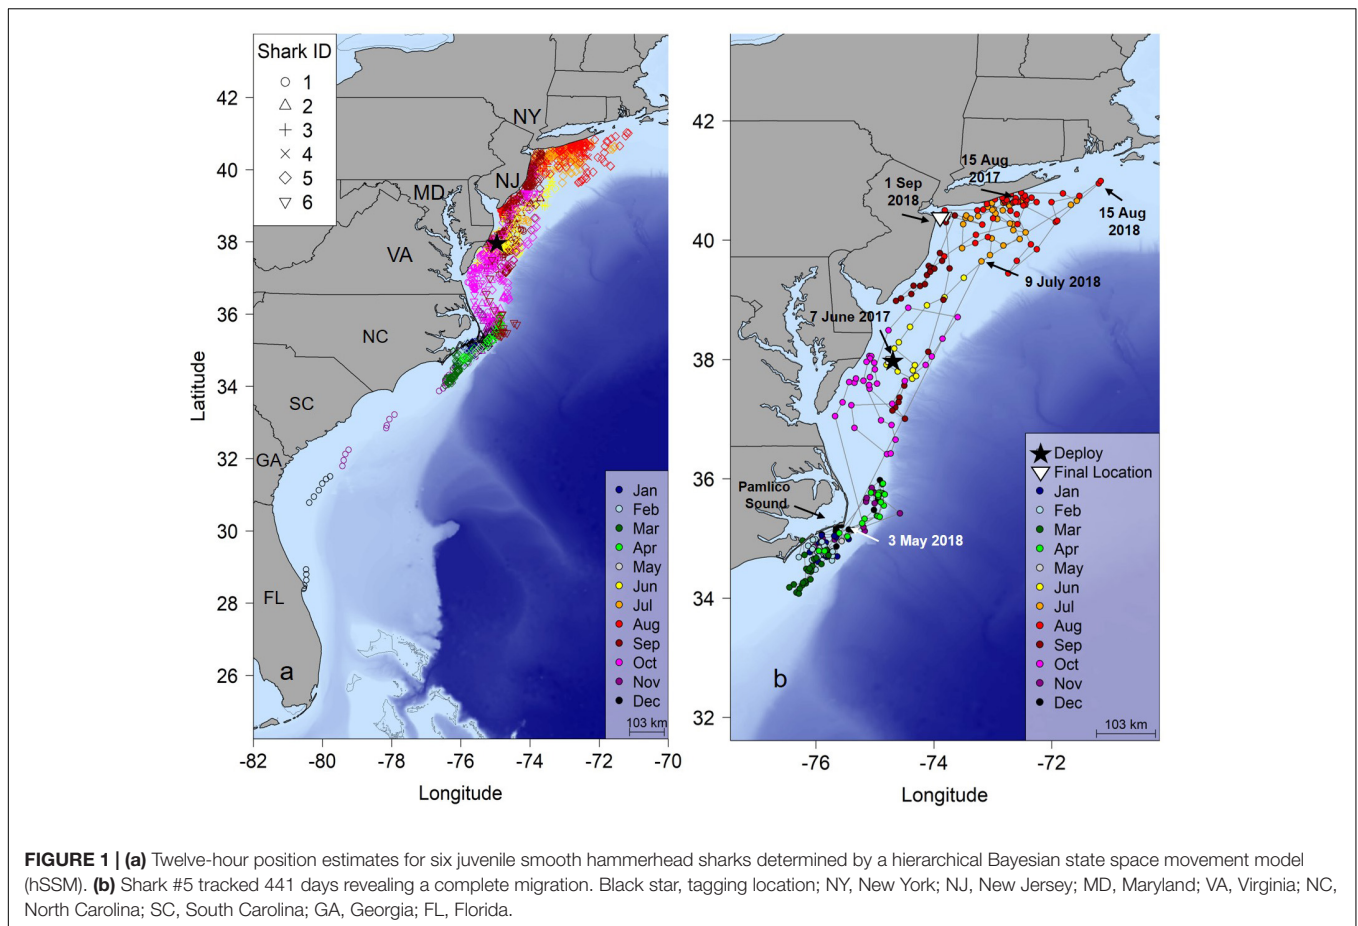 Shark ID
1
2
3
4
5
6
NY
NJ
MD
VA
NC
SC
GA
FL
a
Latitude
42
40
38
36
34
32
30
28
26
Jan
Feb
Mar
Apr
May
Jun
Jul
Aug
Sep
Oct
Nov
Dec
103 km
-82
-80
-78
-76
-74
-72
-70
Longitude
42
40
38
36
34
32
15 Aug
2017
1 Sep
2018
15 Aug
2018
9 July 2018
7 June 2017
Pamlico
Sound
3 May 2018
b
Deploy
Final Location
Jan
Feb
Mar
Apr
May
Jun
Jul
Aug
Sep
Oct
Nov
Dec
103 km
-76
-74
-72
Longitude
FIGURE 1 | (a) Twelve-hour position estimates for six juvenile smooth hammerhead sharks determined by a hierarchical Bayesian state space movement model
(hSSM). (b) Shark #5 tracked 441 days revealing a complete migration. Black star, tagging location; NY, New York; NJ, New Jersey; MD, Maryland; VA, Virginia; NC,
North Carolina; SC, South Carolina; GA, Georgia; FL, Florida.